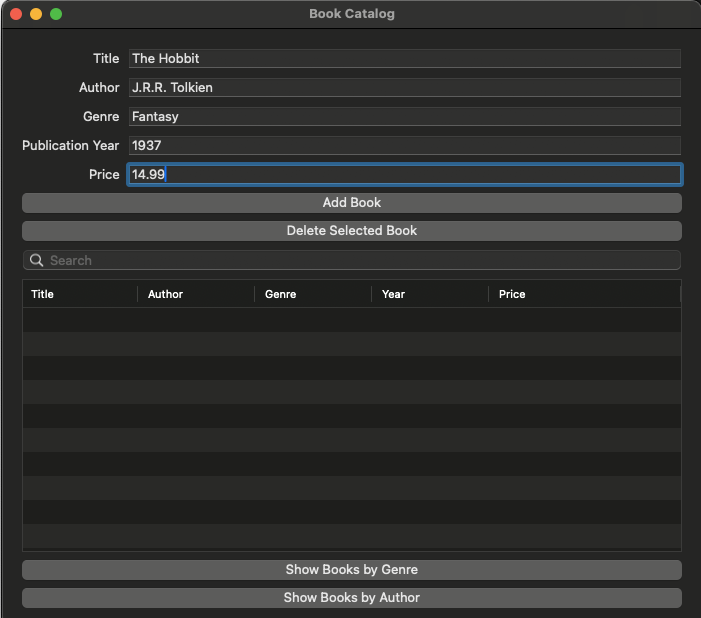 Book Catalog
Title The Hobbit
Author J.R.R. Tolkien
Genre Fantasy
Publication Year 1937
Price 14.99
Add Book
Delete Selected Book
Search
Title Author Genre Year Price
Show Books by Genre
Show Books by Author